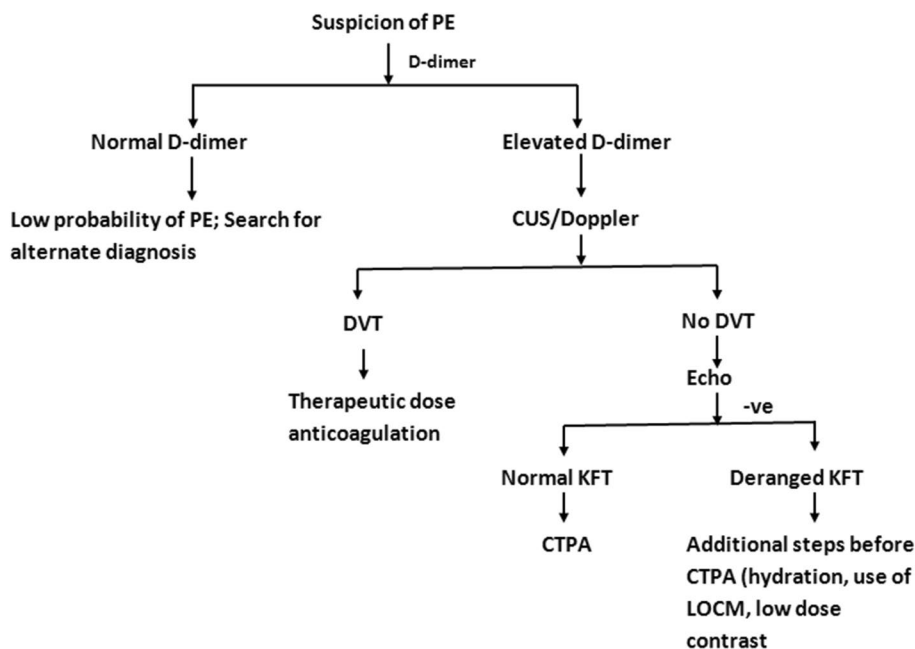 Suspicion of PE
D-dimer
Normal D-dimer
Elevated D-dimer
Low probability of PE; Search for
alternate diagnosis
CUS/Doppler
DVT
No DVT
Therapeutic dose
anticoagulation
Echo
-ve
Normal KFT
Deranged KFT
CTPA
Additional steps before
CTPA (hydration, use of
LOCM, low dose
contrast